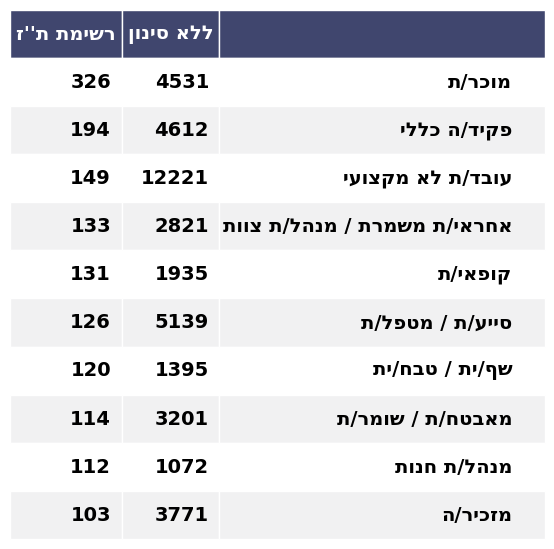 ללא סינון רשימת ת''ז
מוכר/ת 4531 326
פקיד/ה כללי 4612 194
עובד/ת לא מקצועי 12221 149
אחראי/ת משמרת / מנהל/ת צוות 2821 133
קופאי/ת 1935 131
סייע/ת / מטפל/ת 5139 126
שף/ית / טבח/ית 1395 120
מאבטח/ת / שומר/ת 3201 114
מנהל/ת חנות 1072 112
מזכיר/ה 3771 103